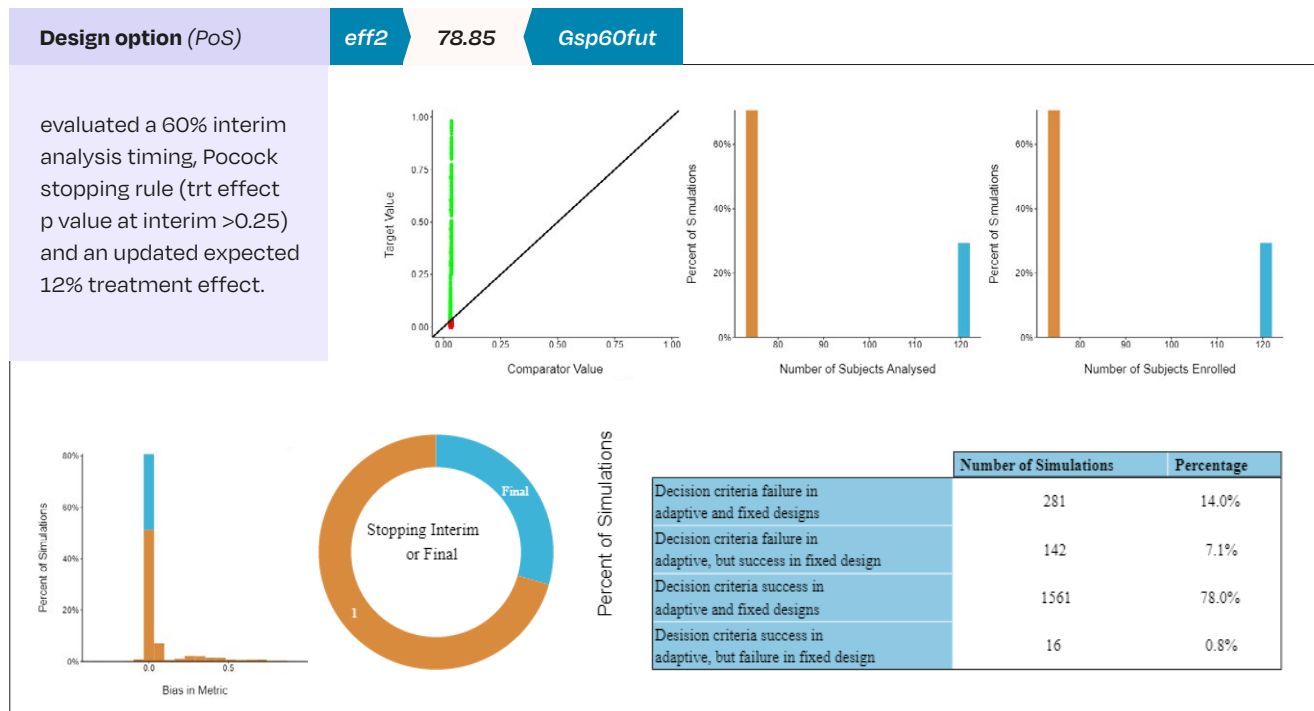 Design option (PoS)
eff2
78.85
Gsp60fut
evaluated a 60% interim
analysis timing, Pocock
stopping rule (trt effect
p value at interim >0.25)
and an updated expected
12% treatment effect.
Target Value
1.00
0.75
0.50
0.25
0.00
0.00 0.25 0.50 0.75 1.00
Comparator Value
Percent of Simulations
60%
40%
20%
0%
80 90 100 110 120
Number of Subjects Analysed
Percent of Simulations
60%
40%
20%
0%
80 90 100 110 120
Number of Subjects Enrolled
Percent of Simulations
80%
60%
40%
20%
0%
0.0 0.5
Bias in Metric
Final
Stopping Interim
or Final
1
Percent of Simulations
Number of Simulations Percentage
Decision criteria failure in
adaptive and fixed designs
281 14.0%
Decision criteria failure in
adaptive, but success in fixed design
142 7.1%
Decision criteria success in
adaptive and fixed designs
1561 78.0%
Desision criteria success in
adaptive, but failure in fixed design
16 0.8%